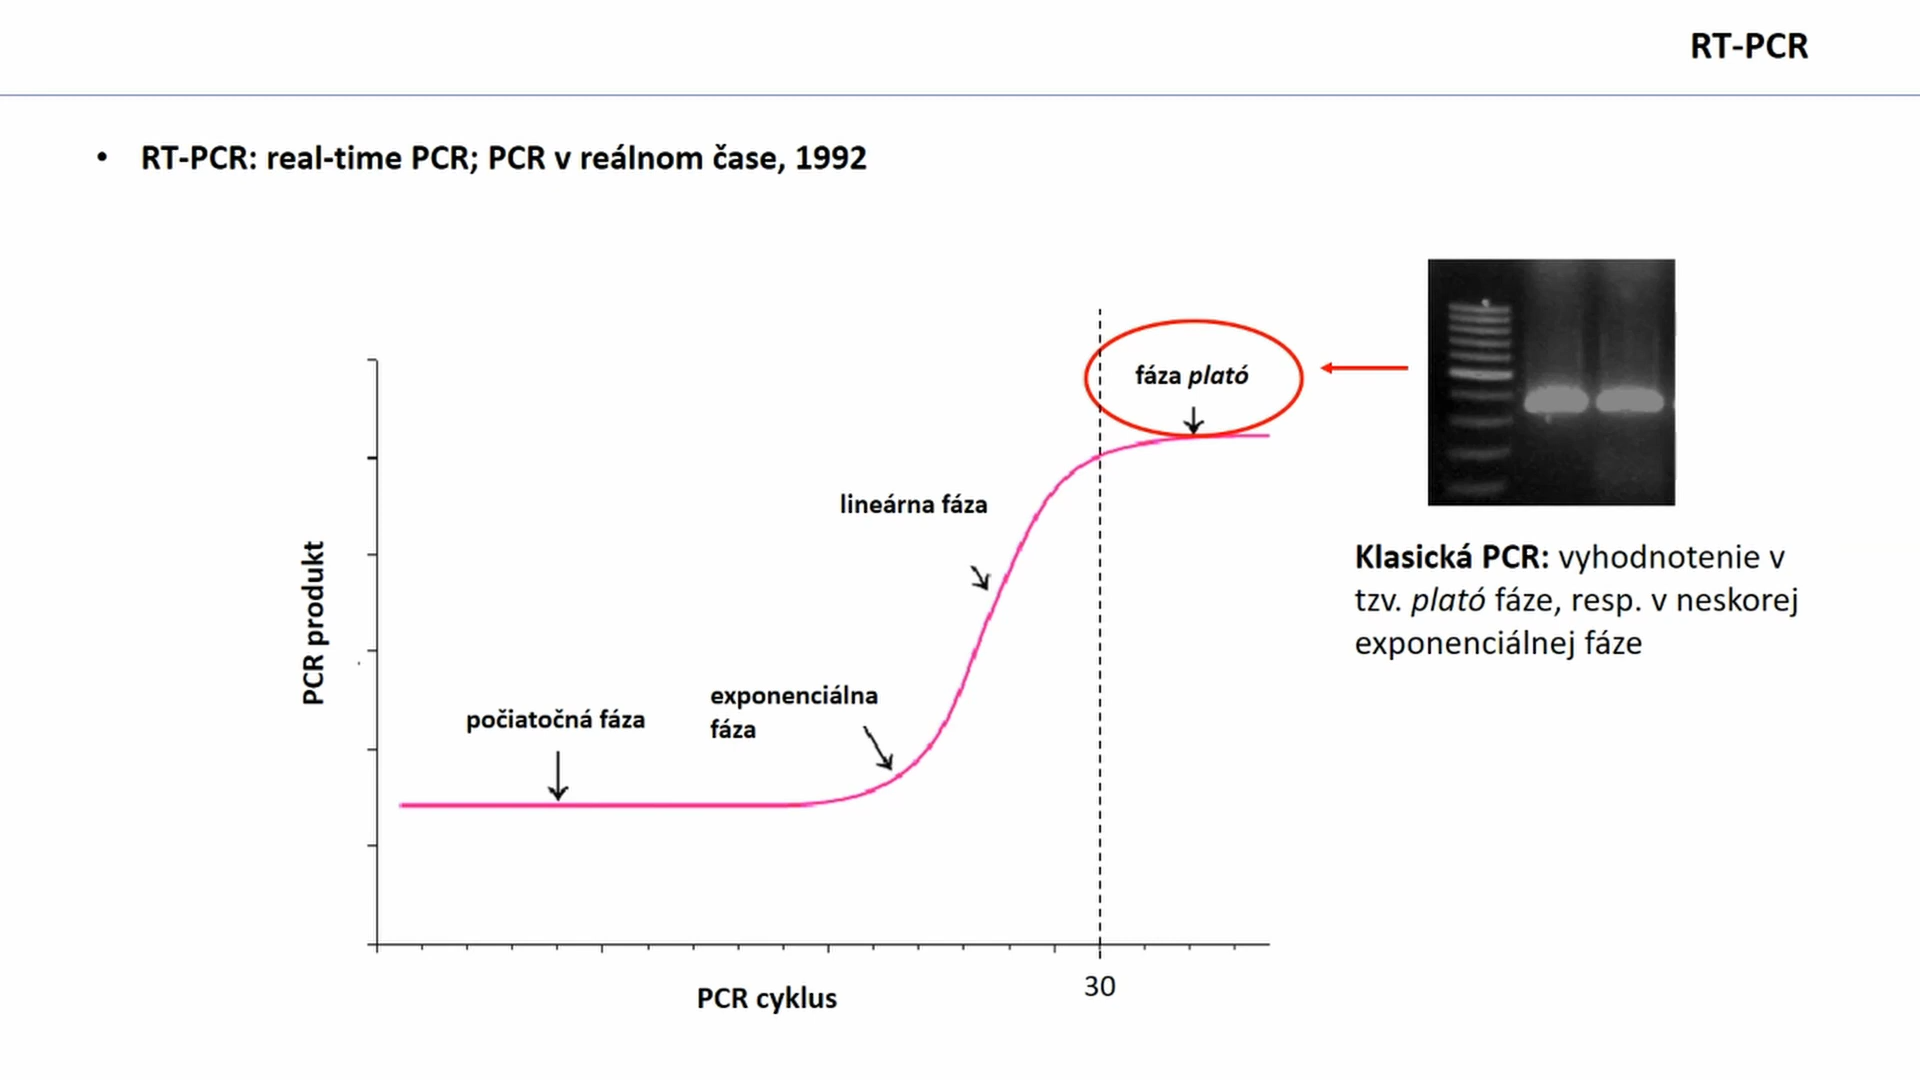 RT-PCR
• RT-PCR: real-time PCR; PCR v reálnom čase, 1992
fáza plató
lineárna fáza
exponenciálna
fáza
počiatočná fáza
PCR produkt
PCR cyklus
30
Klasická PCR: vyhodnotenie v
tzv. plató fáze, resp. v neskorej
exponenciálnej fáze